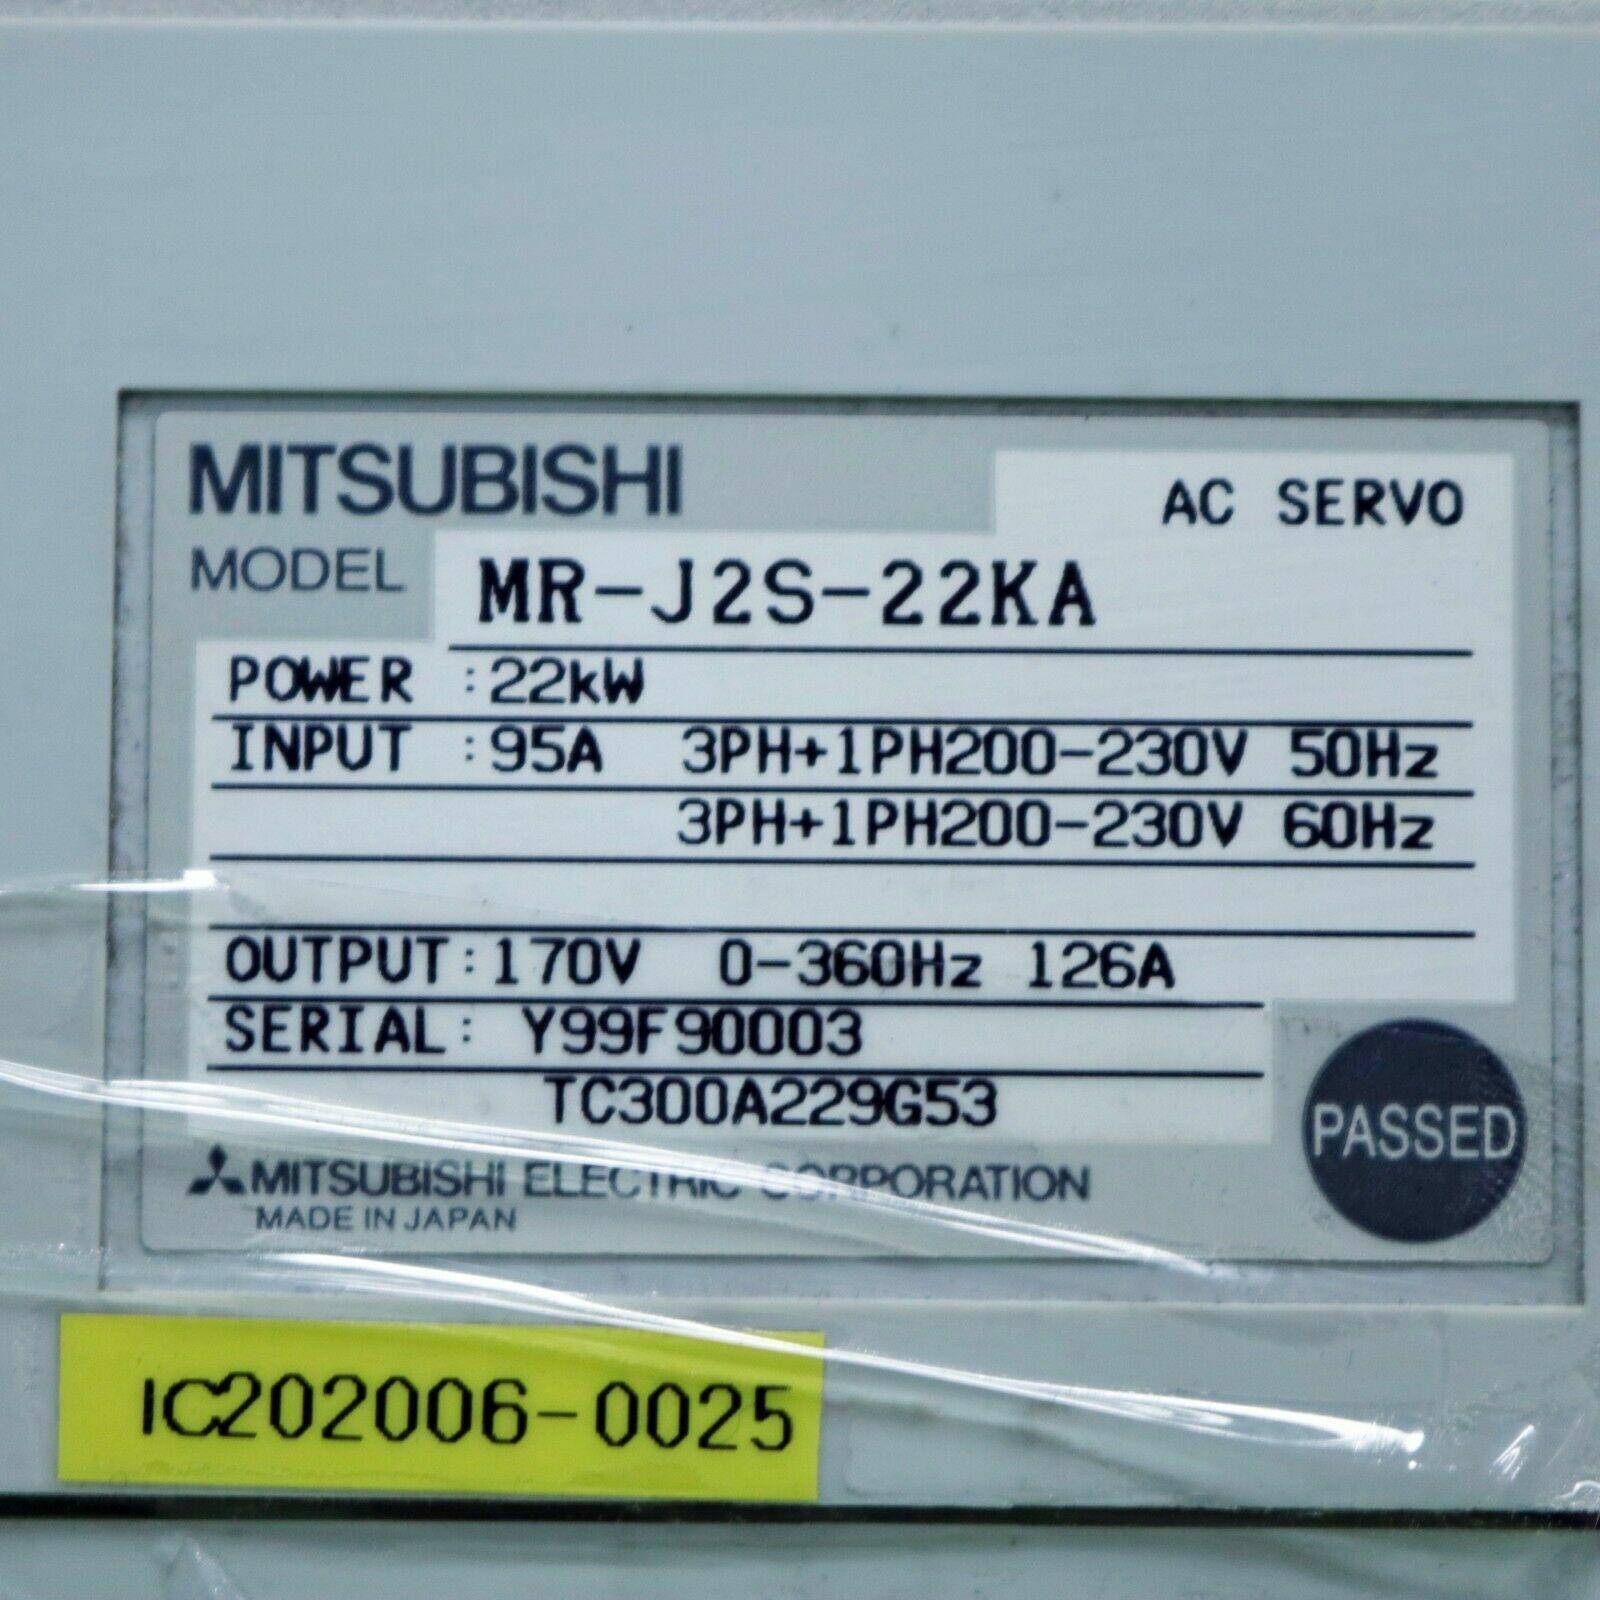 MITSUBISHI
AC SERVO
MODEL MR-J2S-22KA
POWER :22kW
INPUT :95A 3PH+1PH200-230V 50Hz
3PH+1PH200-230V 60Hz
OUTPUT:170V 0-360Hz 126A
SERIAL: Y99F90003
TC300A229G53
PASSED
MITSUBISHI ELECTRIC CORPORATION
MADE IN JAPAN
IC202006-0025